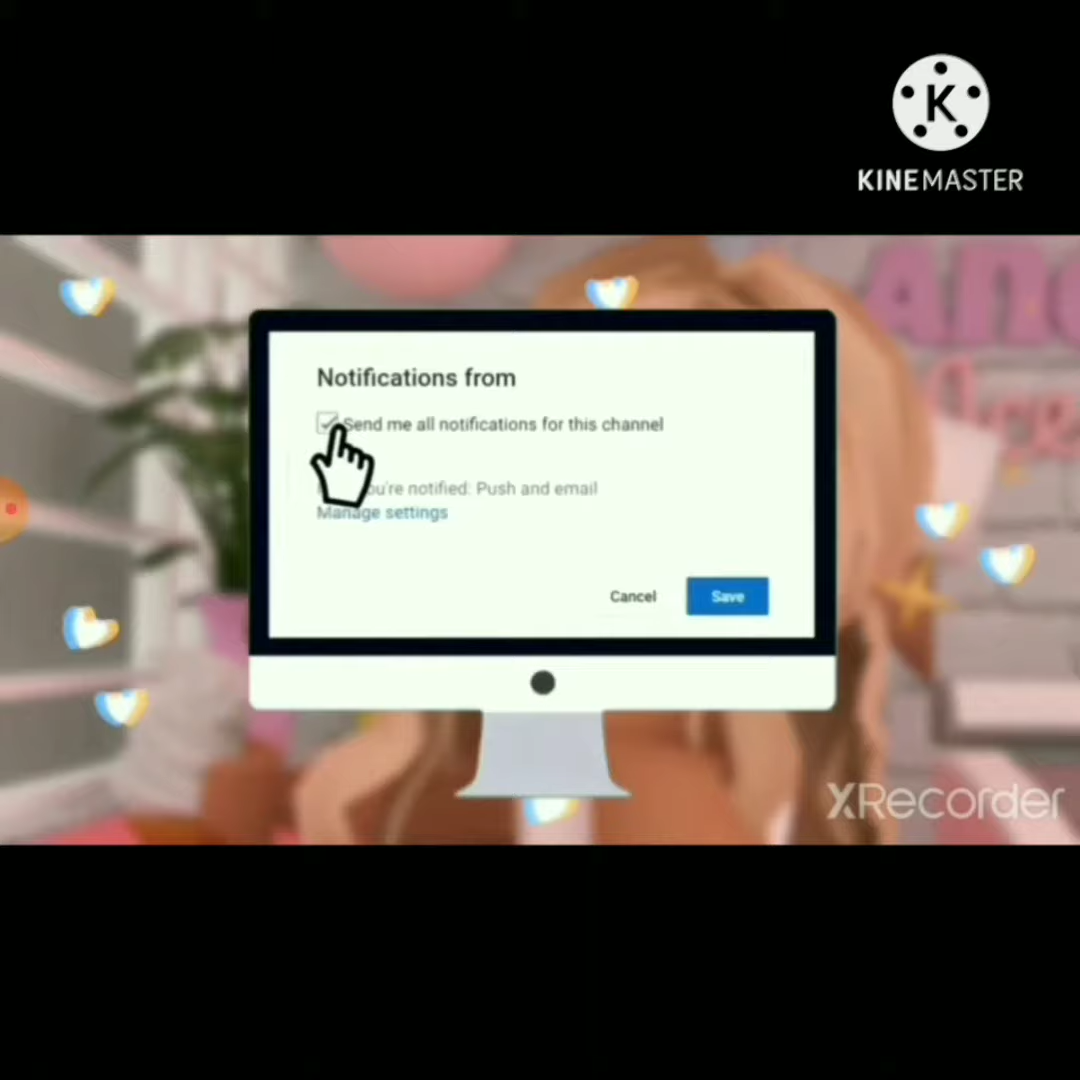 K
KINEMASTER
Notifications from
Send me all notifications for this channel
you're notified: Push and email
Manage settings
Cancel
Save
XRecorder